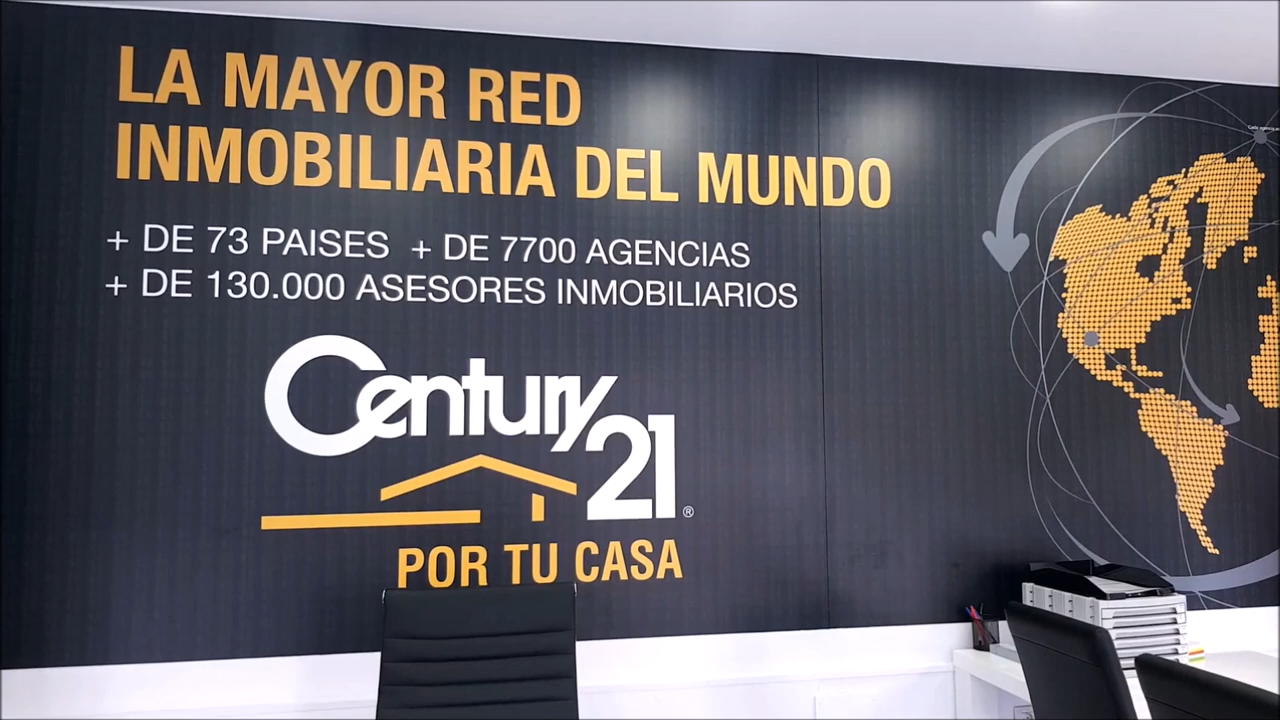 LA MAYOR RED
INMOBILIARIA DEL MUNDO
+ DE 73 PAISES + DE 7700 AGENCIAS
+ DE 130.000 ASESORES INMOBILIARIOS
Century
21®
POR TU CASA